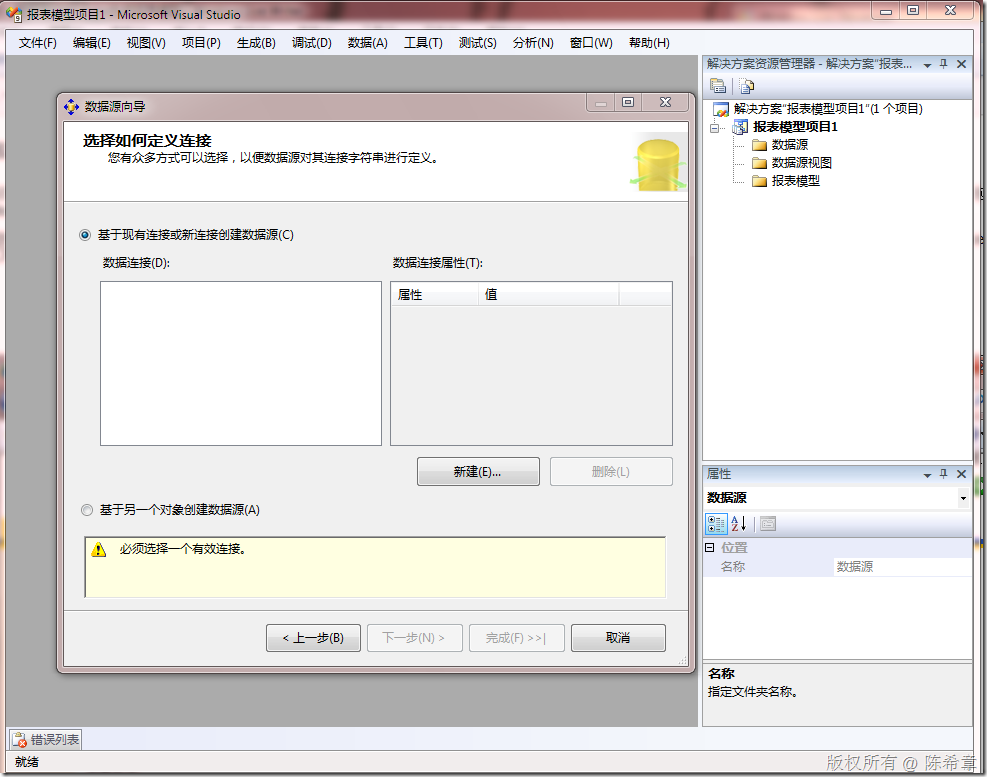 报表模型项目1 - Microsoft Visual Studio
文件(F) 编辑(E) 视图(V) 项目(P) 生成(B) 调试(D) 数据(A) 工具(T) 测试(S) 分析(N) 窗口(W) 帮助(H)
数据源向导
选择如何定义连接
您有众多方式可以选择，以便数据源对其连接字符串进行定义。
基于现有连接或新连接创建数据源(C)
数据连接(D):
数据连接属性(T):
属性 值
新建(E)... 删除(L)
基于另一个对象创建数据源(A)
必须选择一个有效连接。
< 上一步(B) 下一步(N) > 完成(F) >>| 取消
解决方案资源管理器 - 解决方案“报表...
解决方案“报表模型项目1”(1 个项目)
报表模型项目1
数据源
数据源视图
报表模型
属性
数据源
位置
名称 数据源
名称
指定文件夹名称。
错误列表
就绪
版权所有 @ 陈希章